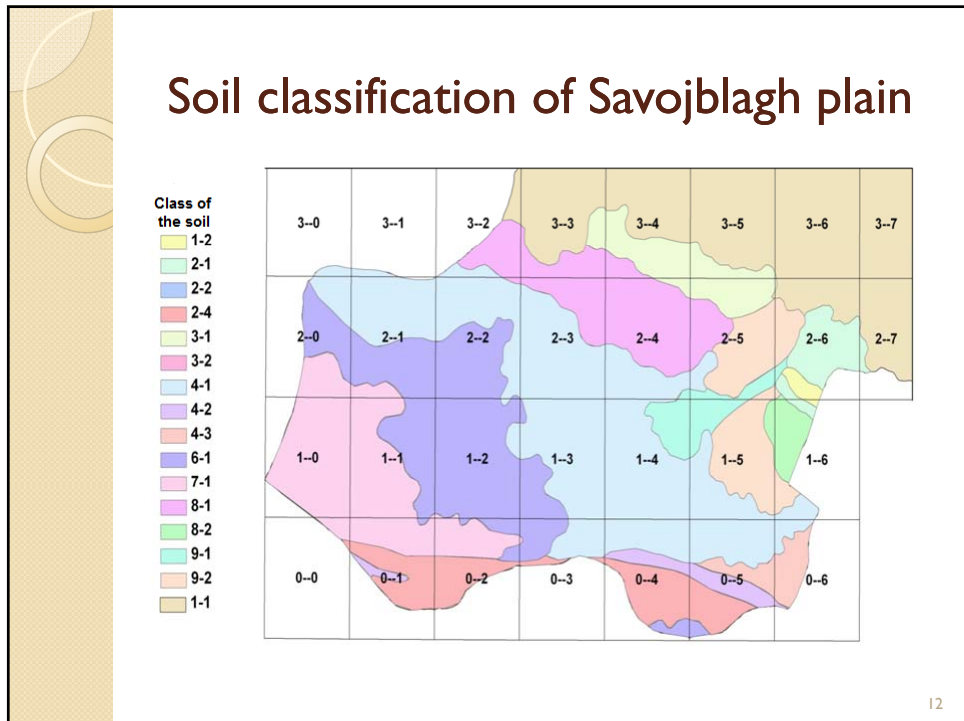 Soil classification of Savojblagh plain
Class of
the soil
1-2
2-1
2-2
2-4
3-1
3-2
4-1
4-2
4-3
6-1
7-1
8-1
8-2
9-1
9-2
1-1
3--0 3--1 3--2 3--3 3--4 3--5 3--6 3--7
2--0 2--1 2--2 2--3 2--4 2--5 2--6 2--7
1--0 1--1 1--2 1--3 1--4 1--5 1--6
0--0 0--1 0--2 0--3 0--4 0--5 0--6
12